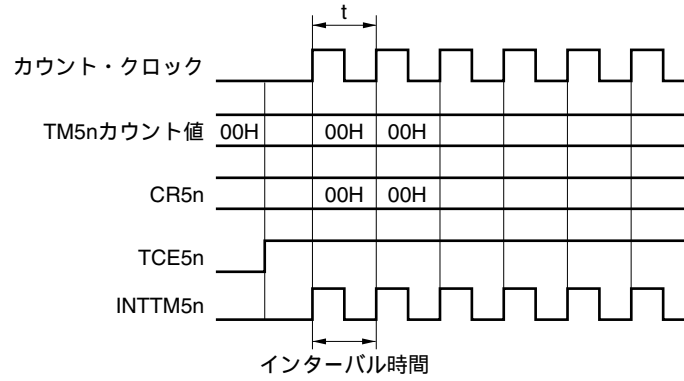 t
カウント・クロック
TM5nカウント値 00H 00H 00H
CR5n 00H 00H
TCE5n
INTTM5n
インターバル時間